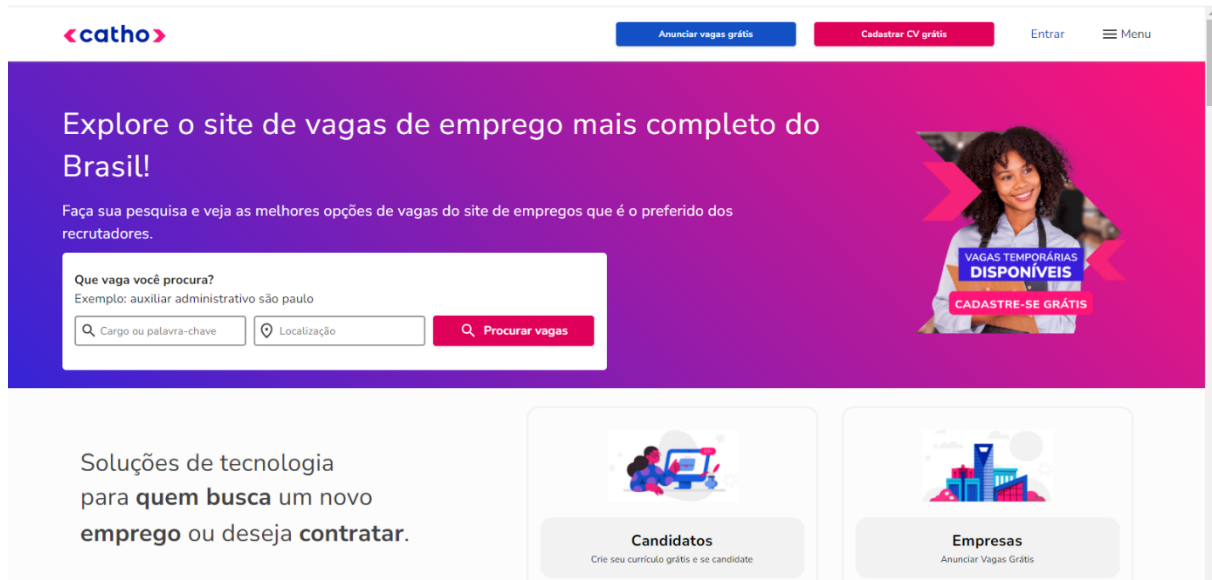 catho
Anunciar vagas grátis
Cadastrar CV grátis
Entrar
Menu
Explore o site de vagas de emprego mais completo do
Brasil!
Faça sua pesquisa e veja as melhores opções de vagas do site de empregos que é o preferido dos
recrutadores.
Que vaga você procura?
Exemplo: auxiliar administrativo são paulo
Cargo ou palavra-chave
Localização
Procurar vagas
VAGAS TEMPORÁRIAS
DISPONÍVEIS
CADASTRE-SE GRÁTIS
Soluções de tecnologia
para quem busca um novo
emprego ou deseja contratar.
Candidatos
Crie seu currículo grátis e se candidate
Empresas
Anunciar Vagas Grátis